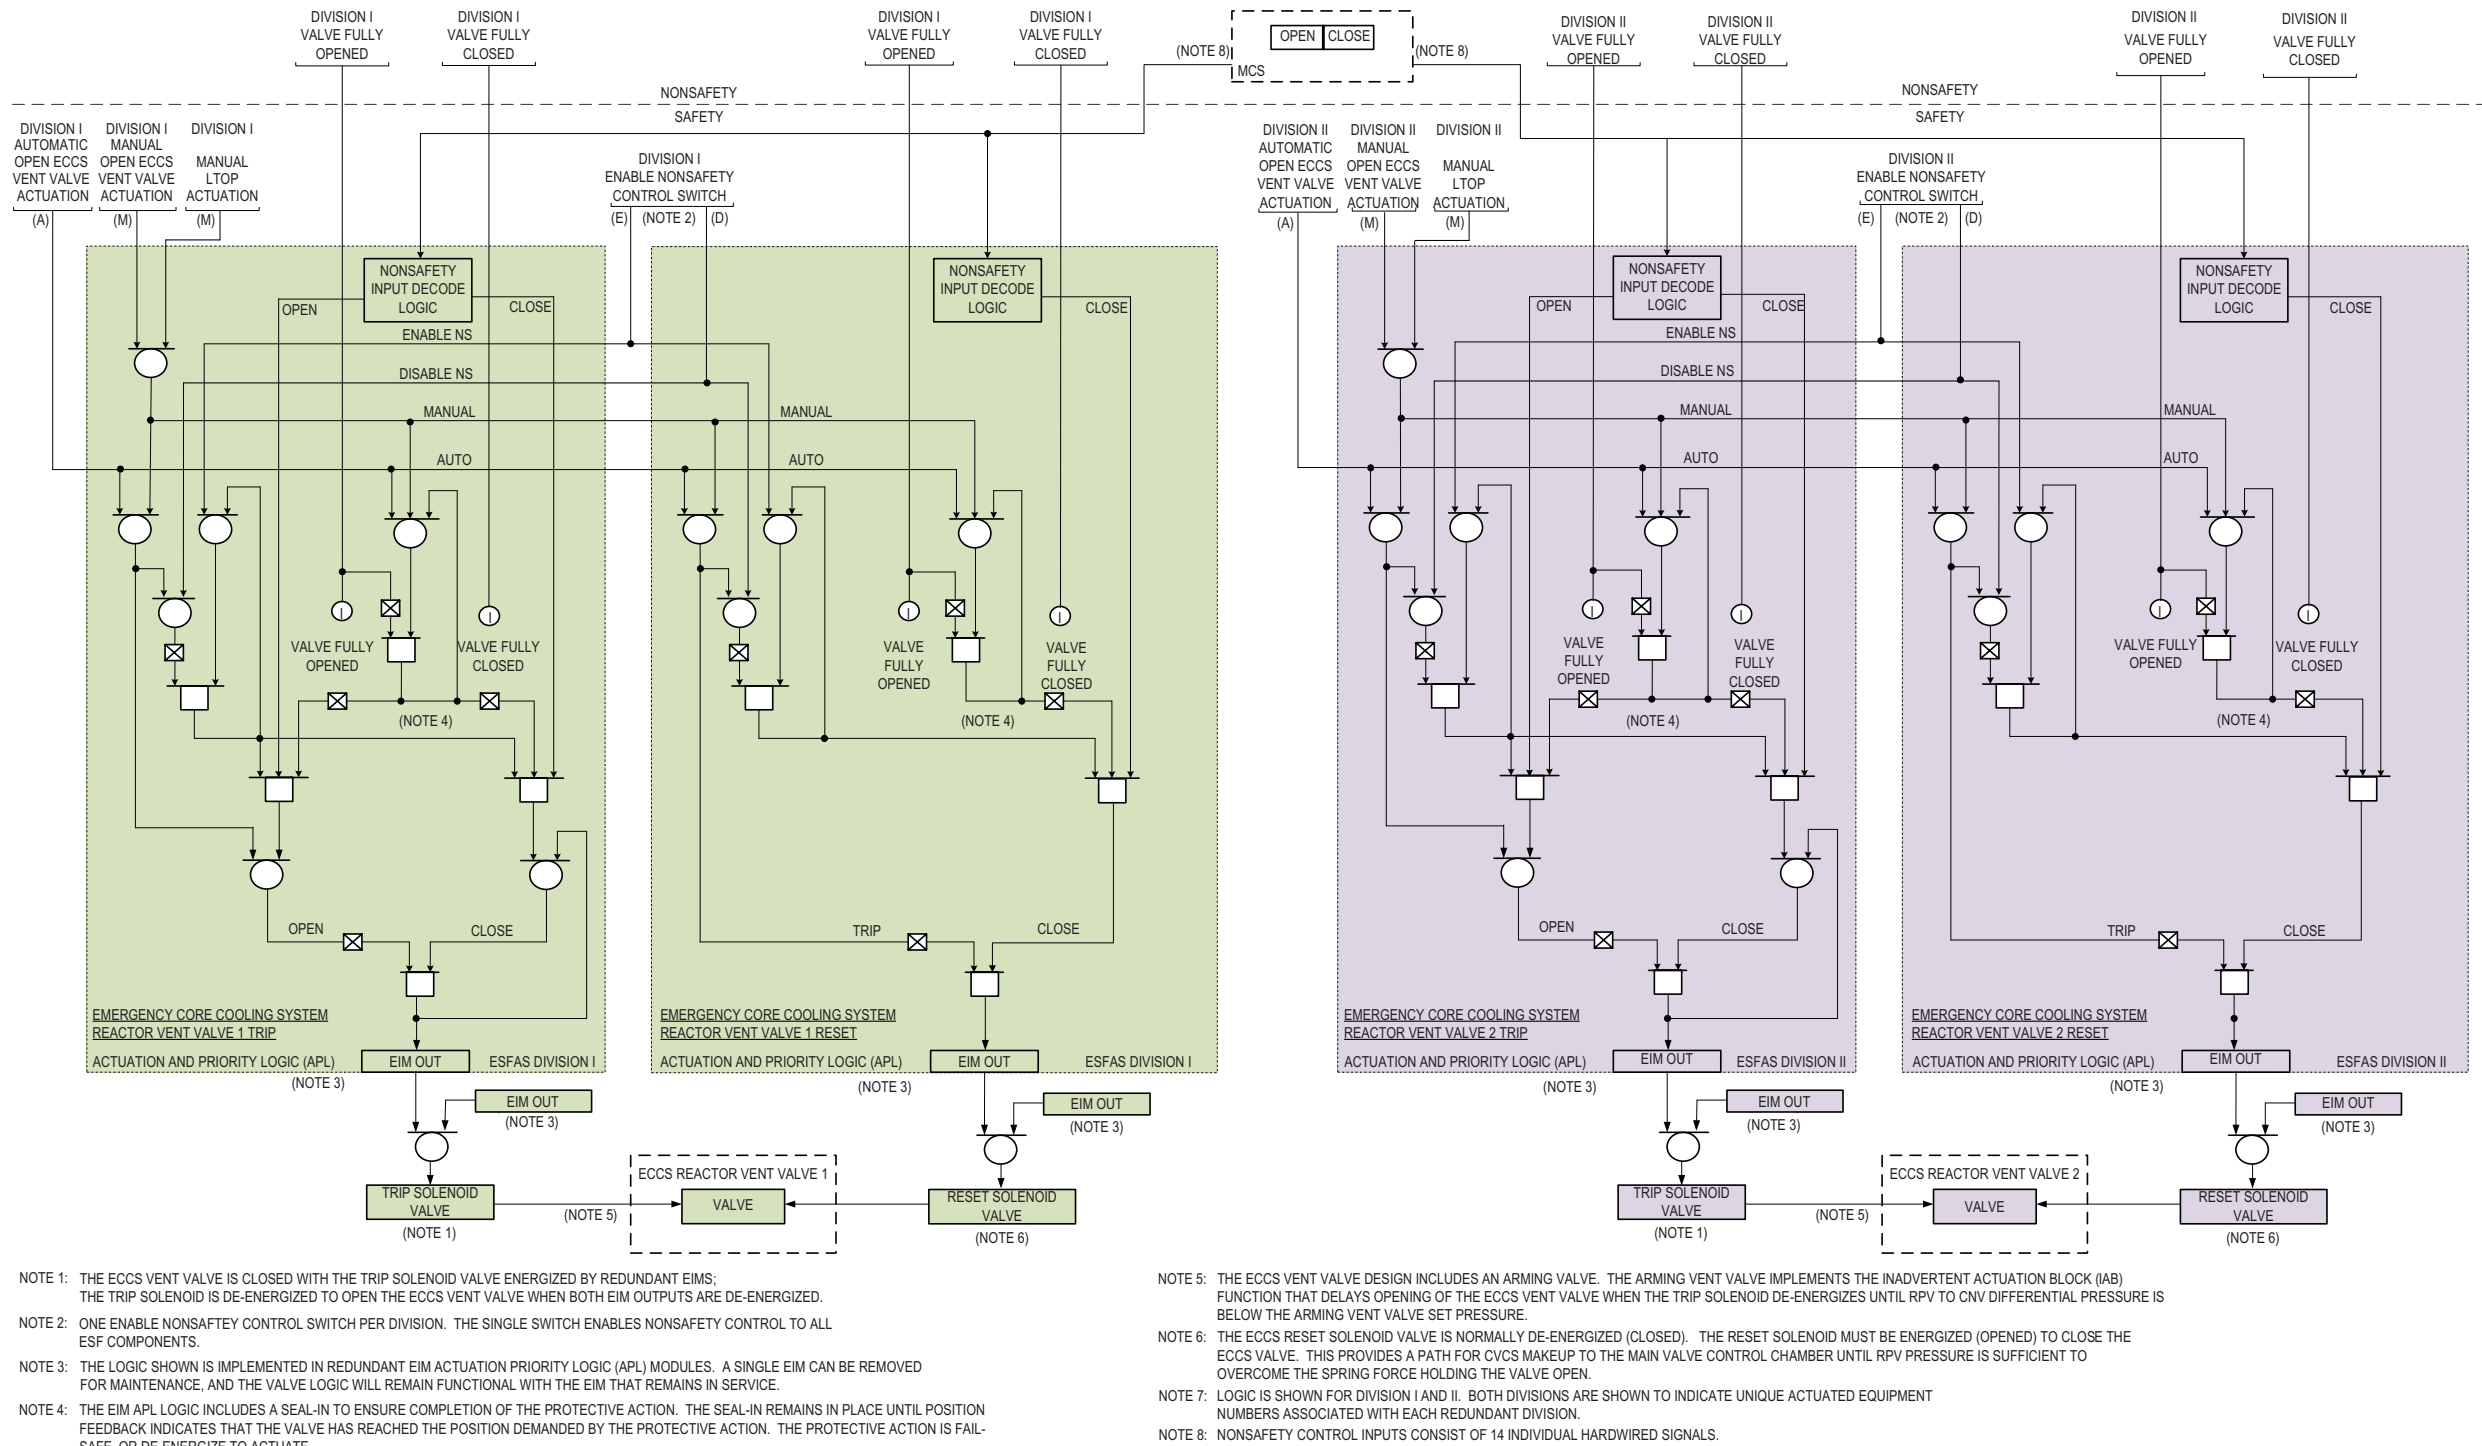 DIVISION I
VALVE FULLY
OPENED
DIVISION I
VALVE FULLY
CLOSED
DIVISION I
VALVE FULLY
OPENED
DIVISION I
VALVE FULLY
CLOSED
(NOTE 8)
OPEN
CLOSE
MCS
(NOTE 8)
DIVISION II
VALVE FULLY
OPENED
DIVISION II
VALVE FULLY
CLOSED
DIVISION II
VALVE FULLY
OPENED
DIVISION II
VALVE FULLY
CLOSED
NONSAFETY
SAFETY
NONSAFETY
SAFETY
DIVISION I
AUTOMATIC
OPEN ECCS
VENT VALVE
ACTUATION
(A)
DIVISION I
MANUAL
OPEN ECCS
VENT VALVE
ACTUATION
(M)
DIVISION I
MANUAL
LTOP
ACTUATION
(M)
DIVISION I
ENABLE NONSAFETY
CONTROL SWITCH
(E)
(NOTE 2)
(D)
DIVISION II
AUTOMATIC
OPEN ECCS
VENT VALVE
ACTUATION
(A)
DIVISION II
MANUAL
OPEN ECCS
VENT VALVE
ACTUATION
(M)
DIVISION II
MANUAL
LTOP
ACTUATION
(M)
DIVISION II
ENABLE NONSAFETY
CONTROL SWITCH
(E)
(NOTE 2)
(D)
NONSAFETY
INPUT DECODE
LOGIC
OPEN
CLOSE
ENABLE NS
DISABLE NS
MANUAL
AUTO
I
VALVE FULLY
OPENED
I
VALVE FULLY
CLOSED
(NOTE 4)
OPEN
CLOSE
EMERGENCY CORE COOLING SYSTEM
REACTOR VENT VALVE 1 TRIP
ACTUATION AND PRIORITY LOGIC (APL)
EIM OUT
ESFAS DIVISION I
(NOTE 3)
EIM OUT
(NOTE 3)
TRIP SOLENOID
VALVE
(NOTE 1)
(NOTE 5)
ECCS REACTOR VENT VALVE 1
VALVE
NONSAFETY
INPUT DECODE
LOGIC
CLOSE
MANUAL
AUTO
I
VALVE
FULLY
OPENED
I
VALVE
FULLY
CLOSED
(NOTE 4)
TRIP
CLOSE
EMERGENCY CORE COOLING SYSTEM
REACTOR VENT VALVE 1 RESET
ACTUATION AND PRIORITY LOGIC (APL)
EIM OUT
ESFAS DIVISION I
(NOTE 3)
EIM OUT
(NOTE 3)
RESET SOLENOID
VALVE
(NOTE 6)
NONSAFETY
INPUT DECODE
LOGIC
OPEN
CLOSE
ENABLE NS
DISABLE NS
MANUAL
AUTO
I
VALVE
FULLY
OPENED
I
VALVE
FULLY
CLOSED
(NOTE 4)
OPEN
CLOSE
EMERGENCY CORE COOLING SYSTEM
REACTOR VENT VALVE 2 TRIP
ACTUATION AND PRIORITY LOGIC (APL)
EIM OUT
ESFAS DIVISION II
(NOTE 3)
EIM OUT
(NOTE 3)
TRIP SOLENOID
VALVE
(NOTE 1)
(NOTE 5)
ECCS REACTOR VENT VALVE 2
VALVE
NONSAFETY
INPUT DECODE
LOGIC
CLOSE
MANUAL
AUTO
I
VALVE FULLY
OPENED
I
VALVE FULLY
CLOSED
(NOTE 4)
TRIP
CLOSE
EMERGENCY CORE COOLING SYSTEM
REACTOR VENT VALVE 2 RESET
ACTUATION AND PRIORITY LOGIC (APL)
EIM OUT
ESFAS DIVISION II
(NOTE 3)
EIM OUT
(NOTE 3)
RESET SOLENOID
VALVE
(NOTE 6)
NOTE 1: THE ECCS VENT VALVE IS CLOSED WITH THE TRIP SOLENOID VALVE ENERGIZED BY REDUNDANT EIMS;
THE TRIP SOLENOID IS DE-ENERGIZED TO OPEN THE ECCS VENT VALVE WHEN BOTH EIM OUTPUTS ARE DE-ENERGIZED.
NOTE 2: ONE ENABLE NONSAFTEY CONTROL SWITCH PER DIVISION. THE SINGLE SWITCH ENABLES NONSAFETY CONTROL TO ALL
ESF COMPONENTS.
NOTE 3: THE LOGIC SHOWN IS IMPLEMENTED IN REDUNDANT EIM ACTUATION PRIORITY LOGIC (APL) MODULES. A SINGLE EIM CAN BE REMOVED
FOR MAINTENANCE, AND THE VALVE LOGIC WILL REMAIN FUNCTIONAL WITH THE EIM THAT REMAINS IN SERVICE.
NOTE 4: THE EIM APL LOGIC INCLUDES A SEAL-IN TO ENSURE COMPLETION OF THE PROTECTIVE ACTION. THE SEAL-IN REMAINS IN PLACE UNTIL POSITION
FEEDBACK INDICATES THAT THE VALVE HAS REACHED THE POSITION DEMANDED BY THE PROTECTIVE ACTION. THE PROTECTIVE ACTION IS FAIL-
SAFE, OR DE-ENERGIZE TO ACTUATE.
NOTE 5: THE ECCS VENT VALVE DESIGN INCLUDES AN ARMING VALVE. THE ARMING VENT VALVE IMPLEMENTS THE INADVERTENT ACTUATION BLOCK (IAB)
FUNCTION THAT DELAYS OPENING OF THE ECCS VENT VALVE WHEN THE TRIP SOLENOID DE-ENERGIZES UNTIL RPV TO CNV DIFFERENTIAL PRESSURE IS
BELOW THE ARMING VENT VALVE SET PRESSURE.
NOTE 6: THE ECCS RESET SOLENOID VALVE IS NORMALLY DE-ENERGIZED (CLOSED). THE RESET SOLENOID MUST BE ENERGIZED (OPENED) TO CLOSE THE
ECCS VALVE. THIS PROVIDES A PATH FOR CVCS MAKEUP TO THE MAIN VALVE CONTROL CHAMBER UNTIL RPV PRESSURE IS SUFFICIENT TO
OVERCOME THE SPRING FORCE HOLDING THE VALVE OPEN.
NOTE 7: LOGIC IS SHOWN FOR DIVISION I AND II. BOTH DIVISIONS ARE SHOWN TO INDICATE UNIQUE ACTUATED EQUIPMENT
NUMBERS ASSOCIATED WITH EACH REDUNDANT DIVISION.
NOTE 8: NONSAFETY CONTROL INPUTS CONSIST OF 14 INDIVIDUAL HARDWIRED SIGNALS.